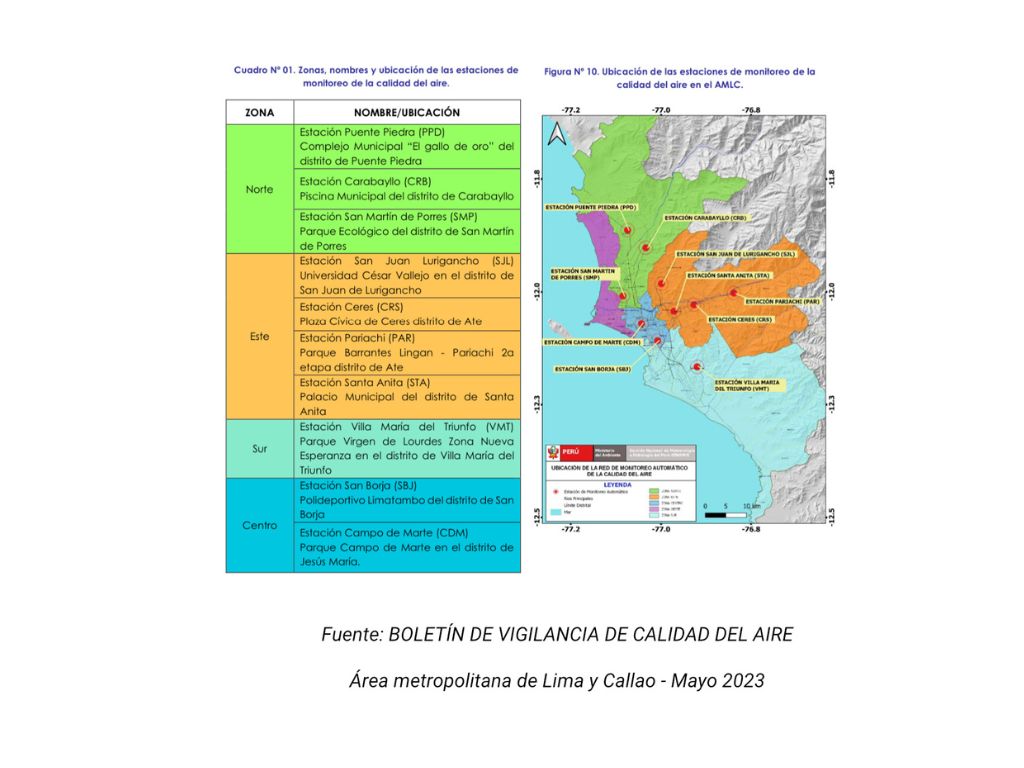 Cuadro Nº 01. Zonas, nombres y ubicación de las estaciones de
monitoreo de la calidad del aire.
ZONA NOMBRE/UBICACIÓN
Norte
Estación Puente Piedra (PPD)
Complejo Municipal “El gallo de oro” del
distrito de Puente Piedra
Estación Carabayllo (CRB)
Piscina Municipal del distrito de Carabayllo
Estación San Martín de Porres (SMP)
Parque Ecológico del distrito de San Martín
de Porres
Este
Estación San Juan Lurigancho (SJL)
Universidad César Vallejo en el distrito de
San Juan de Lurigancho
Estación Ceres (CRS)
Plaza Cívica de Ceres distrito de Ate
Estación Pariachi (PAR)
Parque Barrantes Lingan - Pariachi 2a
etapa distrito de Ate
Estación Santa Anita (STA)
Palacio Municipal del distrito de Santa
Anita
Sur
Estación Villa María del Triunfo (VMT)
Parque Virgen de Lourdes Zona Nueva
Esperanza en el distrito de Villa María del
Triunfo
Centro
Estación San Borja (SBJ)
Polideportivo Limatambo del distrito de San
Borja
Estación Campo de Marte (CDM)
Parque Campo de Marte en el distrito de
Jesús María.
Figura Nº 10. Ubicación de las estaciones de monitoreo de la
calidad del aire en el AMLC.
-77.2 -77.0 -76.8
-11.8 -11.8
ESTACIÓN PUENTE PIEDRA (PPD)
ESTACIÓN CARABAYLLO (CRB)
ESTACIÓN SAN JUAN DE LURIGANCHO (SJL)
ESTACIÓN SAN MARTIN
DE PORRES (SMP)
ESTACIÓN SANTA ANITA (STA)
-12.0 -12.0
ESTACIÓN PARIACHI (PAR)
ESTACIÓN CERES (CRS)
ESTACIÓN CAMPO DE MARTE (CDM)
ESTACIÓN SAN BORJA (SBJ)
ESTACIÓN VILLA MARIA
DEL TRIUNFO (VMT)
-12.3 -12.3
PERÚ
Ministerio
del Ambiente
UBICACIÓN DE LA RED DE MONITOREO AUTOMÁTICO
DE LA CALIDAD DEL AIRE
LEYENDA
Estación de Monitoreo Automático
Rios Principales
Límite Distrital
Mar
0 5 10 km
-12.5 -12.5
-77.2 -77.0 -76.8
Fuente: BOLETÍN DE VIGILANCIA DE CALIDAD DEL AIRE
Área metropolitana de Lima y Callao - Mayo 2023